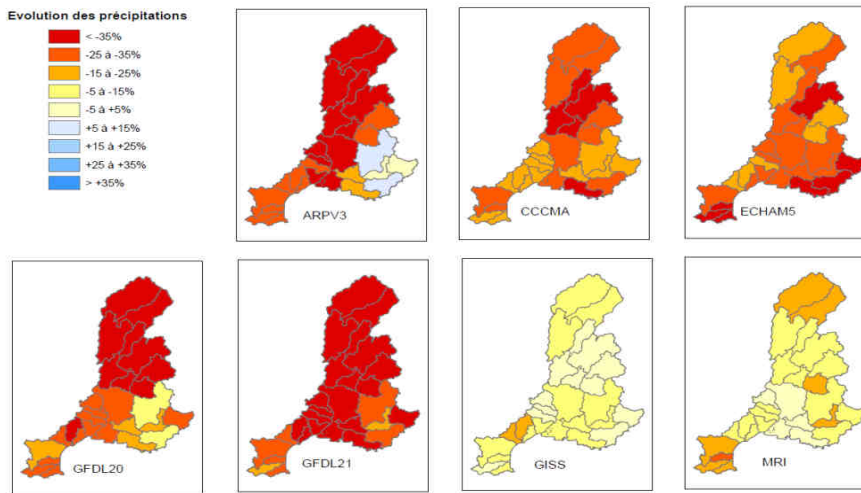 Evolution des précipitations
< -35%
-25 à -35%
-15 à -25%
-5 à -15%
-5 à +5%
+5 à +15%
+15 à +25%
+25 à +35%
> +35%
ARPV3
CCCMA
ECHAM5
GFDL20
GFDL21
GISS
MRI